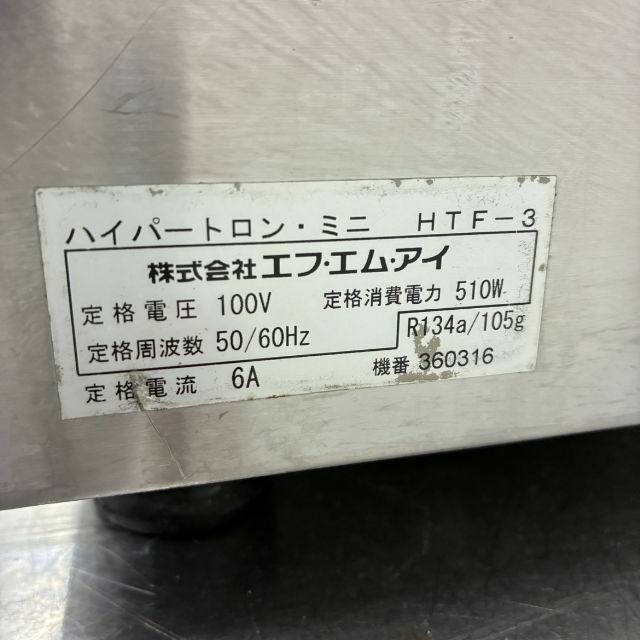 ハイパートロン・ミニ HTF-3
株式会社エフ・エム・アイ
定格電圧 100V 定格消費電力 510W
定格周波数 50/60Hz R134a/105g
定格電流 6A 機番 360316